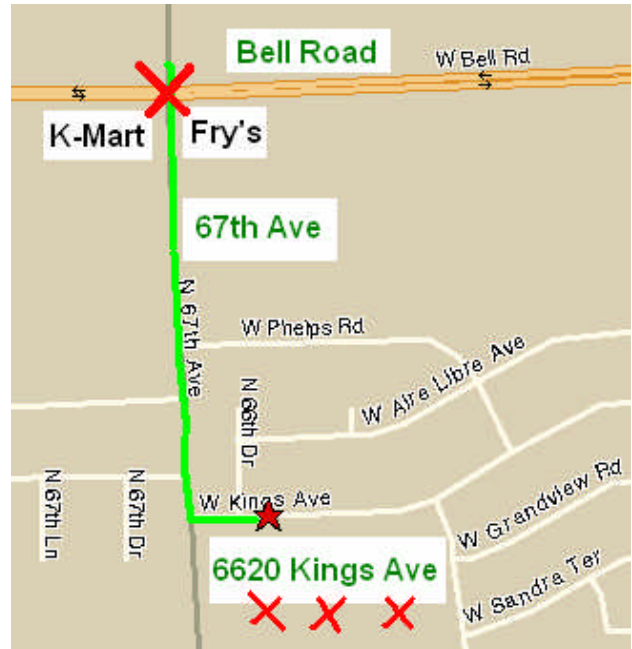 Bell Road
W Bell Rd
K-Mart
Fry's
67th Ave
N 67th Ave
W Phelps Rd
W Aire Libre Ave
N 66th Dr
N 67th Ln
N 67th Dr
W Kings Ave
W Grandview Rd
6620 Kings Ave
W Sandra Ter